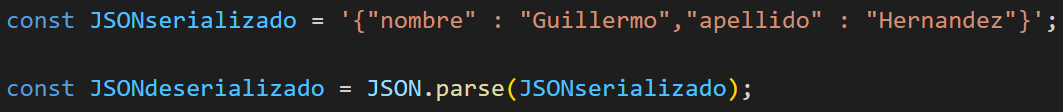 const JSONserializado = '{"nombre" : "Guillermo","apellido" : "Hernandez"}';
const JSONdeserializado = JSON.parse(JSONserializado);